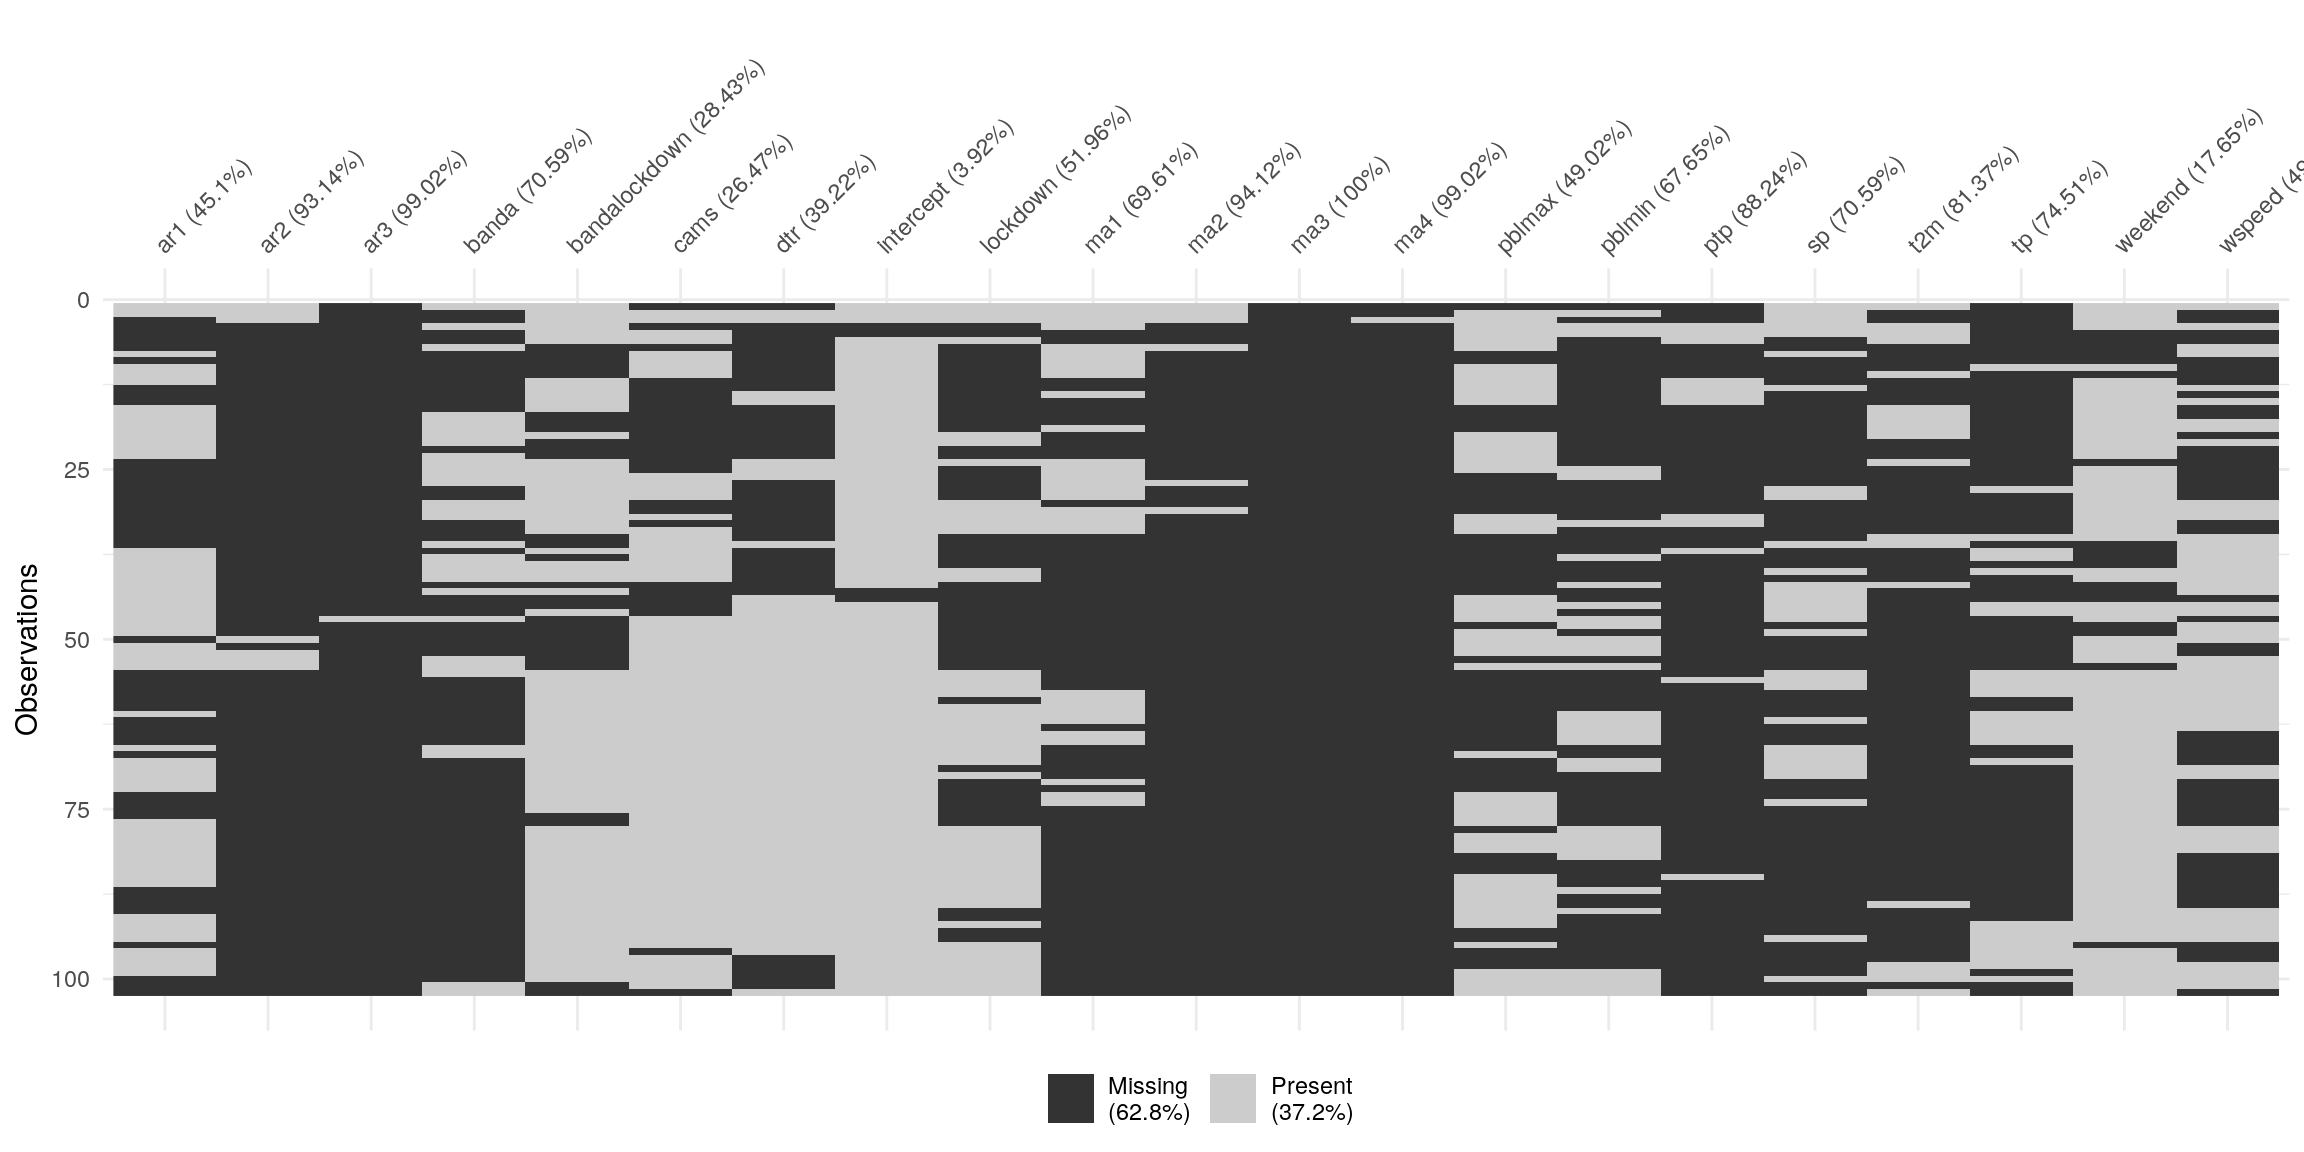 ar1 (45.1%)
ar2 (93.14%)
ar3 (99.02%)
banda (70.59%)
bandalockdown (28.43%)
cams (26.47%)
dtr (39.22%)
intercept (3.92%)
lockdown (51.96%)
ma1 (69.61%)
ma2 (94.12%)
ma3 (100%)
ma4 (99.02%)
pblmax (49.02%)
pblmin (67.65%)
ptp (88.24%)
sp (70.59%)
t2m (81.37%)
tp (74.51%)
weekend (17.65%)
wspeed
0
25
50
75
100
Observations
Missing
(62.8%)
Present
(37.2%)